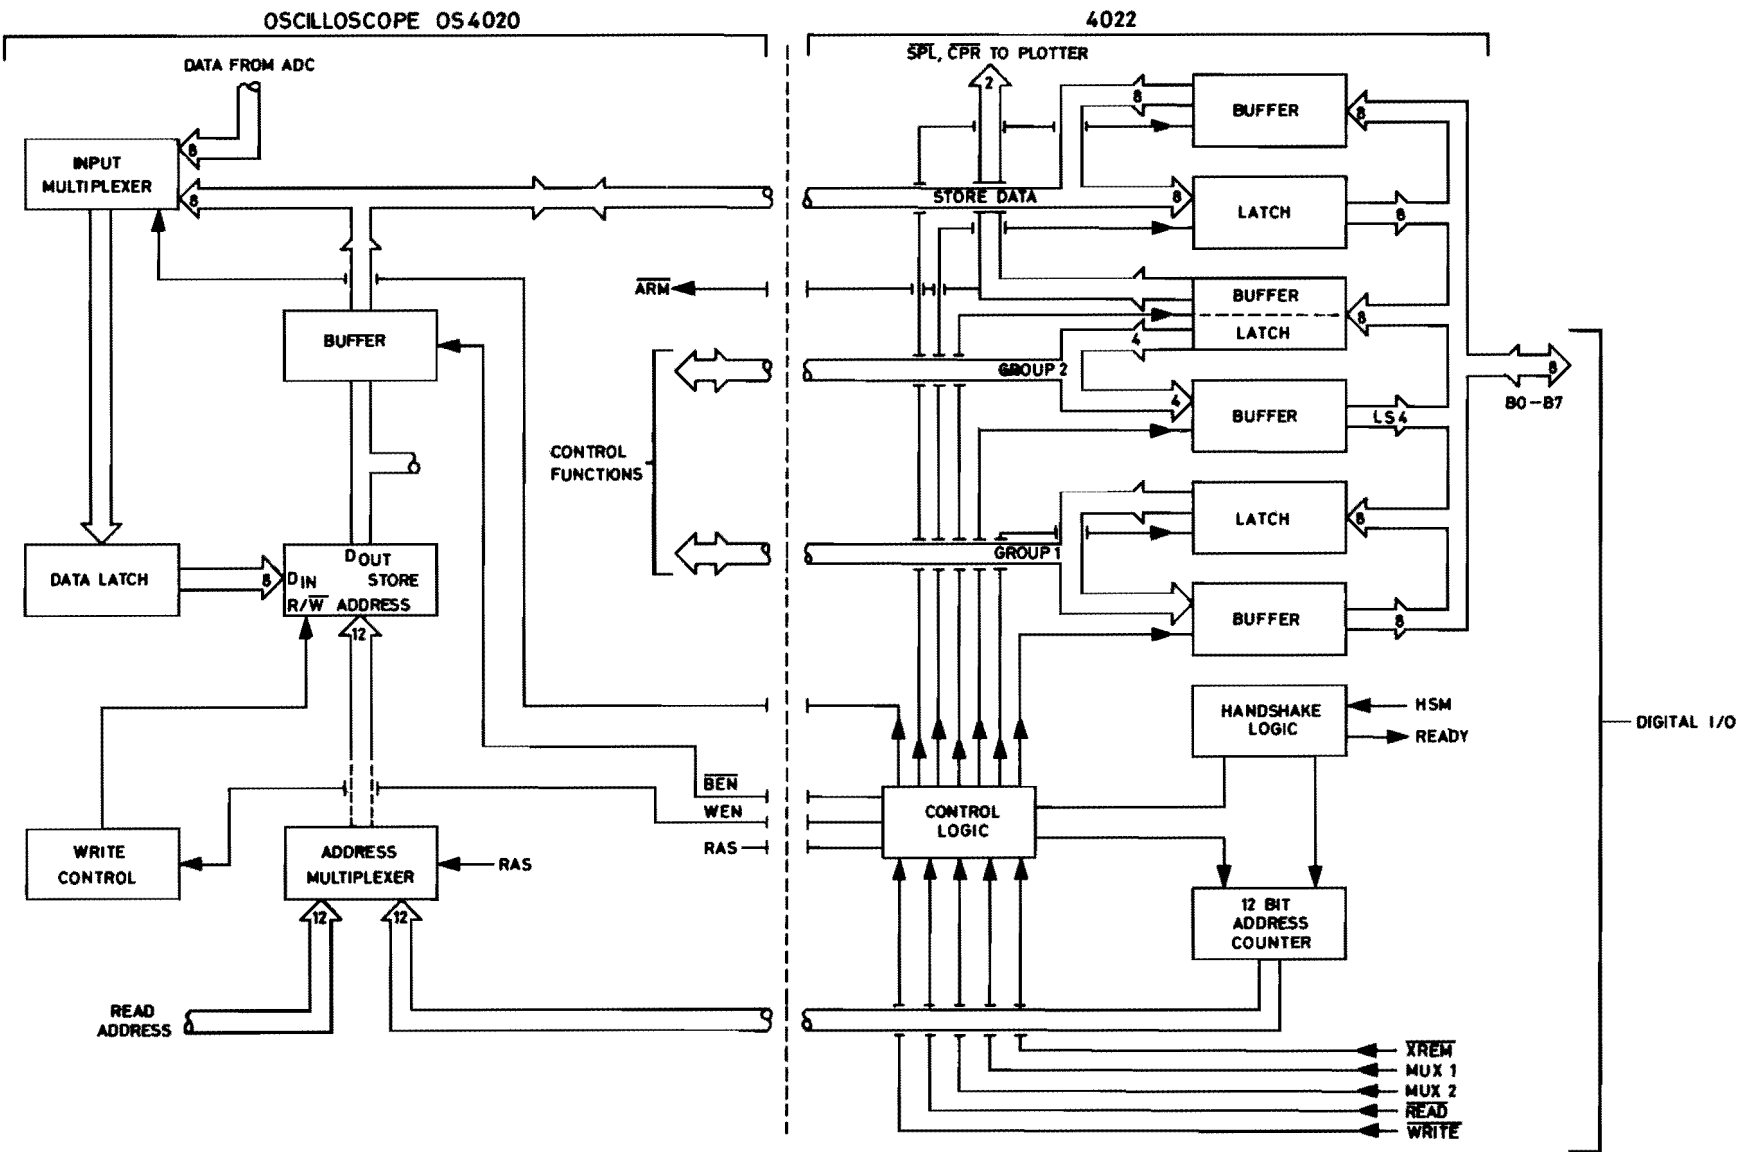 OSCILLOSCOPE OS4020
4022
DATA FROM ADC
SPL, CPR TO PLOTTER
2
8
BUFFER
8
8
INPUT
MULTIPLEXER
8
STORE DATA
8
LATCH
8
ARM
BUFFER
LATCH
8
4
BUFFER
GROUP 2
4
BUFFER
LS4
8
B0-B7
CONTROL
FUNCTIONS
LATCH
8
GROUP 1
DATA LATCH
8
DOUT
DIN
STORE
R/W
ADDRESS
12
BUFFER
8
HANDSHAKE
LOGIC
HSM
READY
DIGITAL I/O
BEN
WEN
RAS
CONTROL
LOGIC
WRITE
CONTROL
ADDRESS
MULTIPLEXER
RAS
12
12
12 BIT
ADDRESS
COUNTER
READ
ADDRESS
XREM
MUX 1
MUX 2
READ
WRITE